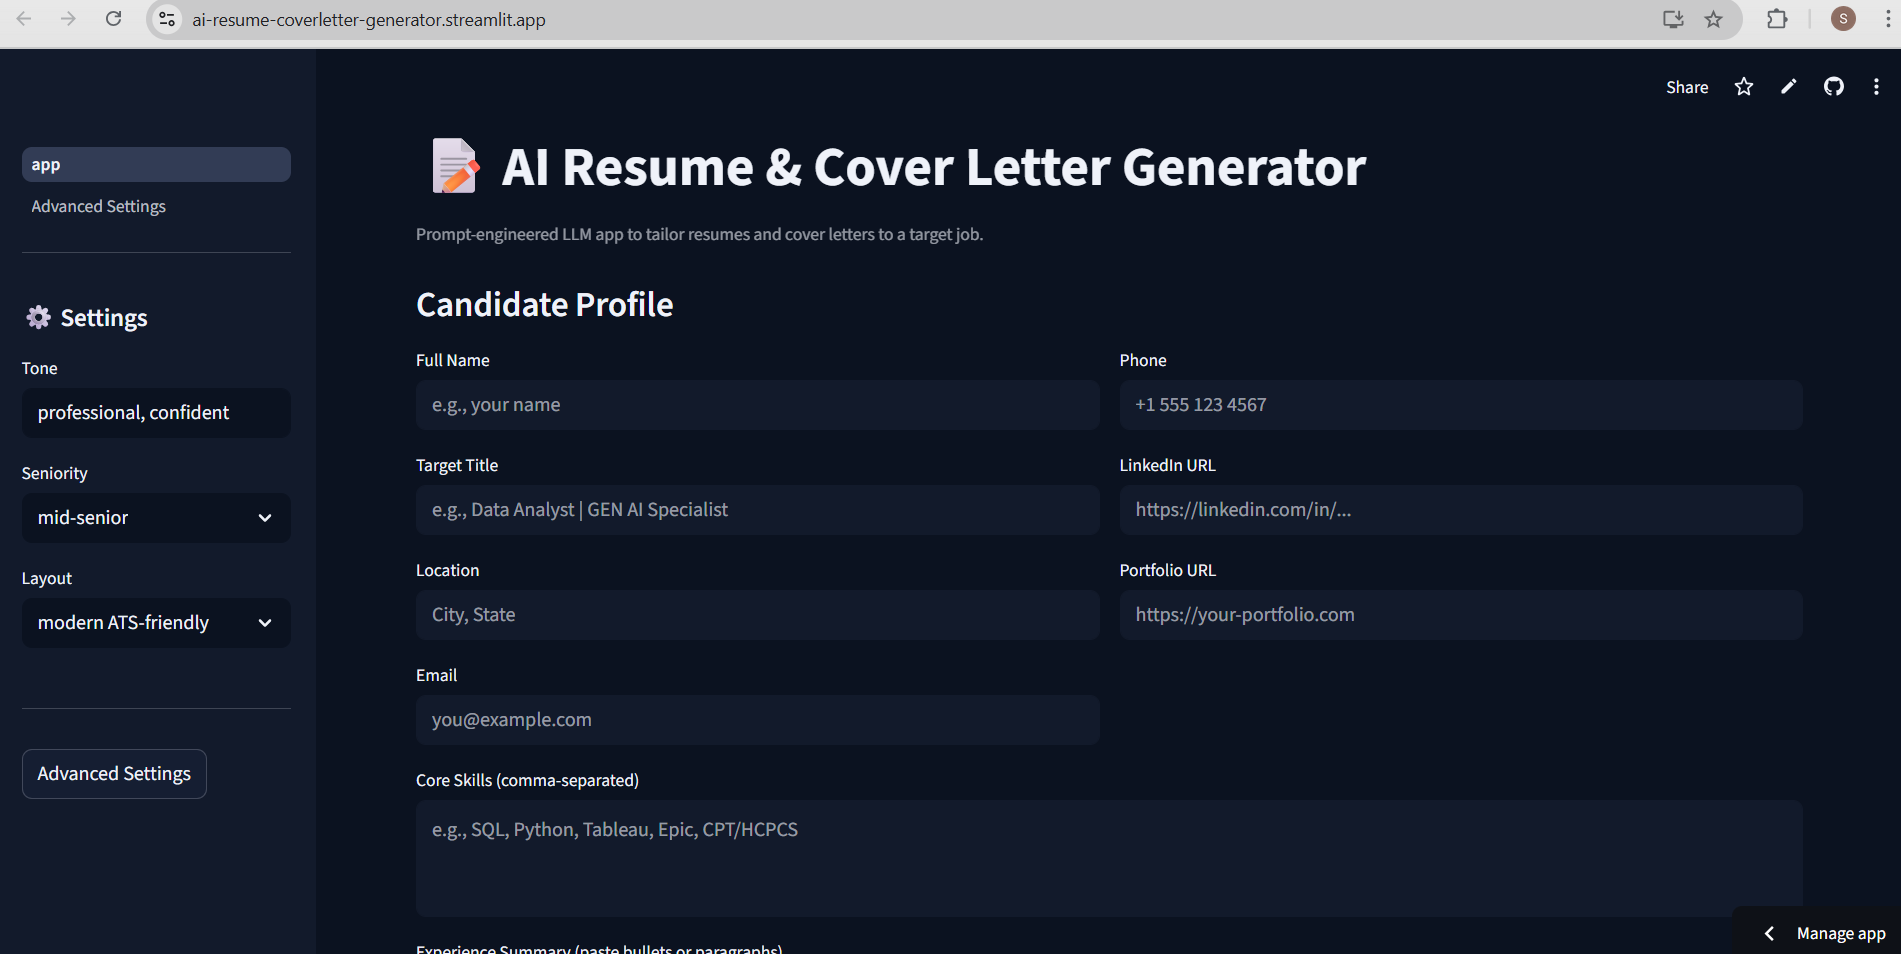 ai-resume-coverletter-generator.streamlit.app
S
Share
app
Advanced Settings
Settings
Tone
professional, confident
Seniority
mid-senior
Layout
modern ATS-friendly
Advanced Settings
AI Resume & Cover Letter Generator
Prompt-engineered LLM app to tailor resumes and cover letters to a target job.
Candidate Profile
Full Name
e.g., your name
Phone
+1 555 123 4567
Target Title
e.g., Data Analyst | GEN AI Specialist
LinkedIn URL
https://linkedin.com/in/...
Location
City, State
Portfolio URL
https://your-portfolio.com
Email
you@example.com
Core Skills (comma-separated)
e.g., SQL, Python, Tableau, Epic, CPT/HCPCS
Experience Summary (paste bullets or paragraphs)
Manage app